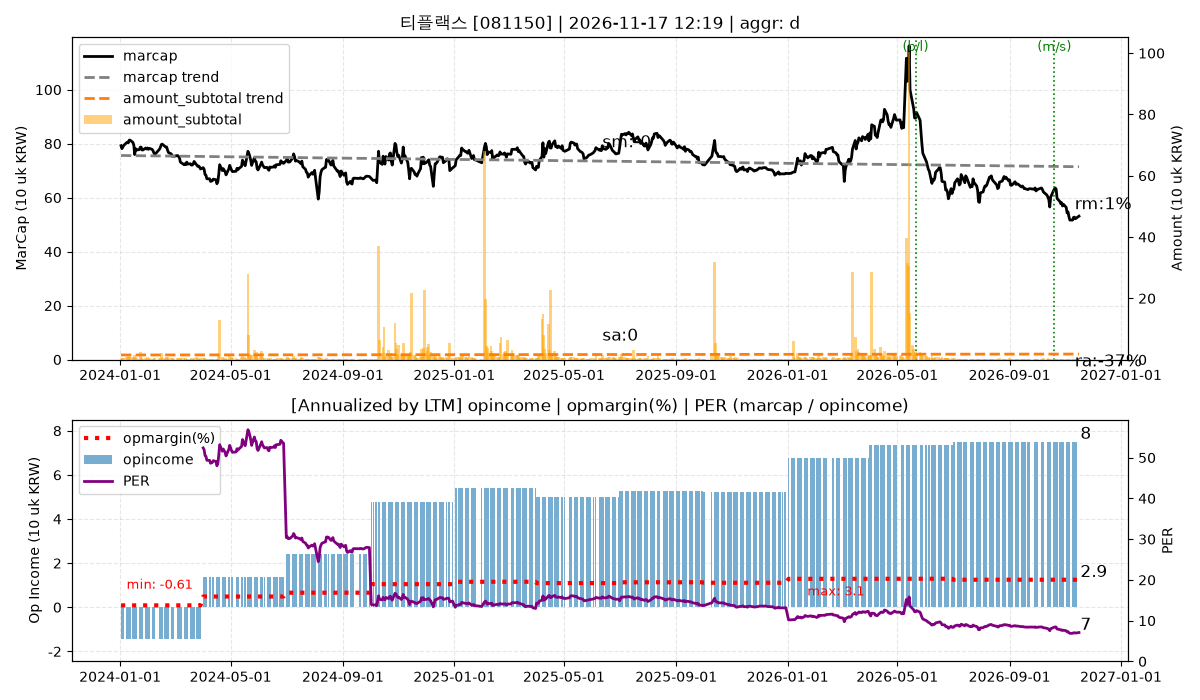 티플랙스 [081150] | 2026-11-17 12:19 | aggr: d
marcap
marcap trend
amount_subtotal trend
amount_subtotal
(b/l)
(m/s)
MarCap (10 uk KRW)
100
80
60
40
20
0
Amount (10 uk KRW)
100
80
60
40
20
0
sm:-0
rm:1%
sa:0
ra:-37%
2024-01-01
2024-05-01
2024-09-01
2025-01-01
2025-05-01
2025-09-01
2026-01-01
2026-05-01
2026-09-01
2027-01-01
[Annualized by LTM] opincome | opmargin(%) | PER (marcap / opincome)
opmargin(%)
opincome
PER
Op Income (10 uk KRW)
8
6
4
2
0
-2
PER
50
40
30
20
10
0
min: -0.61
max: 3.1
8
2.9
7
2024-01-01
2024-05-01
2024-09-01
2025-01-01
2025-05-01
2025-09-01
2026-01-01
2026-05-01
2026-09-01
2027-01-01